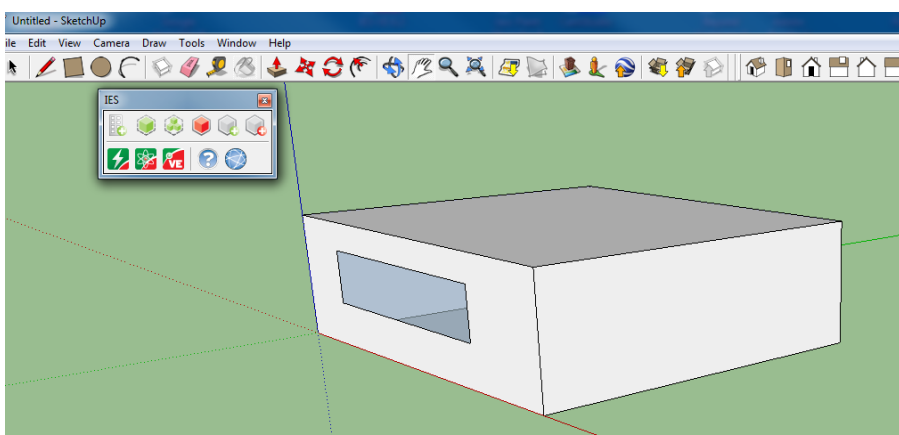 Untitled - SketchUp
ile Edit View Camera Draw Tools Window Help
IES
VE